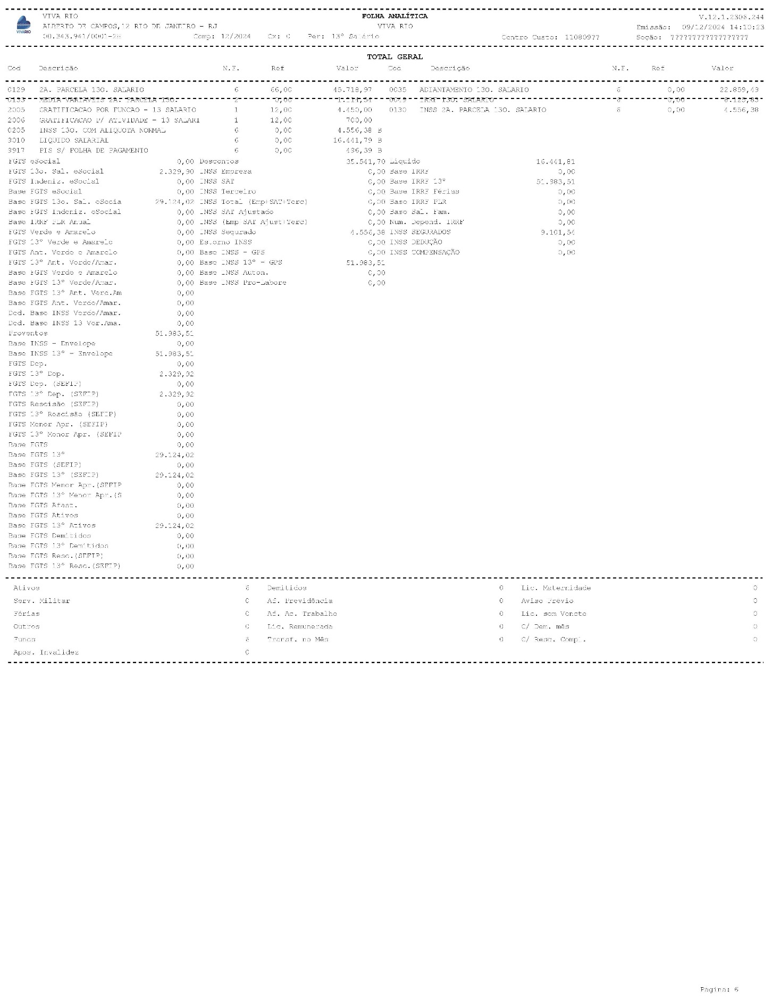 VIVA RIO FOLHA ANALÍTICA V.12.1.2306.244
ALBERTO DE CAMPOS,12 RIO DE JANEIRO - RJ VIVA RIO Emissão: 09/12/2024 14:10:23
VIVARIO
00.343.941/0001-28 Comp: 12/2024 Cx: 0 Per: 13º Salário Centro Custo: 110809?? Seção: ??????????????????
TOTAL GERAL
Cod Descrição N.F. Ref Valor Cod Descrição N.F. Ref Valor
0129 2A. PARCELA 13O. SALARIO 6 66,00 45.718,97 0035 ADIANTAMENTO 13O. SALARIO 6 0,00 22.859,49
0133 MEDIA VARIAVEIS 2A. PARCELA 13O. 2 0,00 1.114,54 0049 IRRF 13O. SALARIO 6 0,00 8.125,83
2005 GRATIFICACAO POR FUNCAO - 13 SALARIO 1 12,00 4.450,00 0130 INSS 2A. PARCELA 13O. SALARIO 6 0,00 4.556,38
2006 GRATIFICACAO P/ ATIVIDADE - 13 SALARI 1 12,00 700,00
0205 INSS 13O. COM ALIQUOTA NORMAL 6 0,00 4.556,38 B
9010 LIQUIDO SALARIAL 6 0,00 16.441,79 B
9917 PIS S/ FOLHA DE PAGAMENTO 6 0,00 496,39 B
FGTS eSocial 0,00 Descontos 35.541,70 Líquido 16.441,81
FGTS 13o. Sal. eSocial 2.329,90 INSS Empresa 0,00 Base IRRF 0,00
FGTS Indeniz. eSocial 0,00 INSS SAT 0,00 Base IRRF 13º 51.983,51
Base FGTS eSocial 0,00 INSS Terceiro 0,00 Base IRRF Férias 0,00
Base FGTS 13o. Sal. eSocia 29.124,02 INSS Total (Emp+SAT+Terc) 0,00 Base IRRF PLR 0,00
Base FGTS Indeniz. eSocial 0,00 INSS SAT Ajustado 0,00 Base Sal. Fam. 0,00
Base IRRF PLR Anual 0,00 INSS (Emp SAT Ajust+Terc) 0,00 Num. Depend. IRRF 0,00
FGTS Verde e Amarelo 0,00 INSS Segurado 4.556,38 INSS SEGURADOS 9.101,54
FGTS 13º Verde e Amarelo 0,00 Estorno INSS 0,00 INSS DEDUÇÃO 0,00
FGTS Ant. Verde e Amarelo 0,00 Base INSS - GPS 0,00 INSS COMPENSAÇÃO 0,00
FGTS 13º Ant. Verde/Amar. 0,00 Base INSS 13º - GPS 51.983,51
Base FGTS Verde e Amarelo 0,00 Base INSS Auton. 0,00
Base FGTS 13º Verde/Amar. 0,00 Base INSS Pro-Labore 0,00
Base FGTS 13º Ant. Verd.Am 0,00
Base FGTS Ant. Verde/Amar. 0,00
Ded. Base INSS Verde/Amar. 0,00
Ded. Base INSS 13 Ver.Ama. 0,00
Proventos 51.983,51
Base INSS - Envelope 0,00
Base INSS 13º - Envelope 51.983,51
FGTS Dep. 0,00
FGTS 13º Dep. 2.329,92
FGTS Dep. (SEFIP) 0,00
FGTS 13º Dep. (SEFIP) 2.329,92
FGTS Rescisão (SEFIP) 0,00
FGTS 13º Rescisão (SEFIP) 0,00
FGTS Menor Apr. (SEFIP) 0,00
FGTS 13º Menor Apr. (SEFIP 0,00
Base FGTS 0,00
Base FGTS 13º 29.124,02
Base FGTS (SEFIP) 0,00
Base FGTS 13º (SEFIP) 29.124,02
Base FGTS Menor Apr.(SEFIP 0,00
Base FGTS 13º Menor Apr.(S 0,00
Base FGTS Afast. 0,00
Base FGTS Ativos 0,00
Base FGTS 13º Ativos 29.124,02
Base FGTS Demitidos 0,00
Base FGTS 13º Demitidos 0,00
Base FGTS Resc.(SEFIP) 0,00
Base FGTS 13º Resc.(SEFIP) 0,00
Ativos 6 Demitidos 0 Lic. Maternidade 0
Serv. Militar 0 Af. Previdência 0 Aviso Prévio 0
Férias 0 Af. Ac. Trabalho 0 Lic. sem Vencto 0
Outros 0 Lic. Remunerada 0 C/ Dem. mês 0
Funcs 6 Transf. no Mês 0 C/ Resc. Compl. 0
Apos. Invalidez 0
Pagina: 6